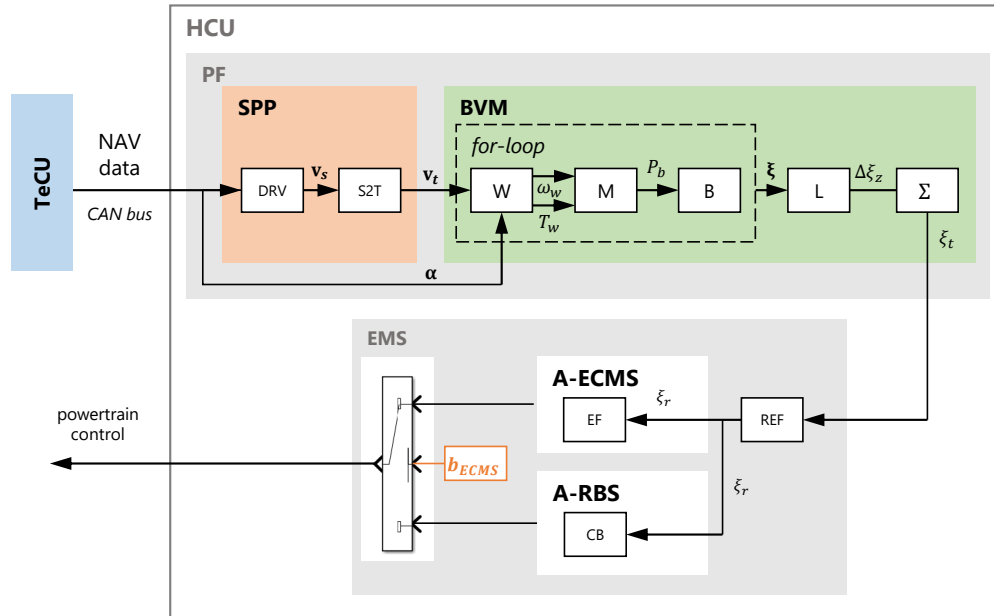 HCU
PF
SPP
BVM
TeCU
NAV
data
CAN bus
for-loop
DRV
v_s
S2T
v_t
W
ω_w
T_w
M
P_b
B
ξ
L
Δξ_z
Σ
α
ξ_t
EMS
A-ECMS
EF
ξ_r
REF
powertrain
control
b_ECMS
A-RBS
CB
ξ_r